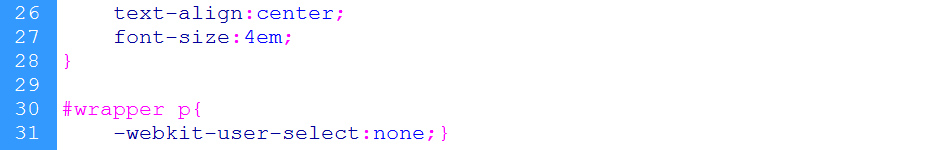 26 text-align:center;
27 font-size:4em;
28 }
29
30 #wrapper p{
31 -webkit-user-select:none;}